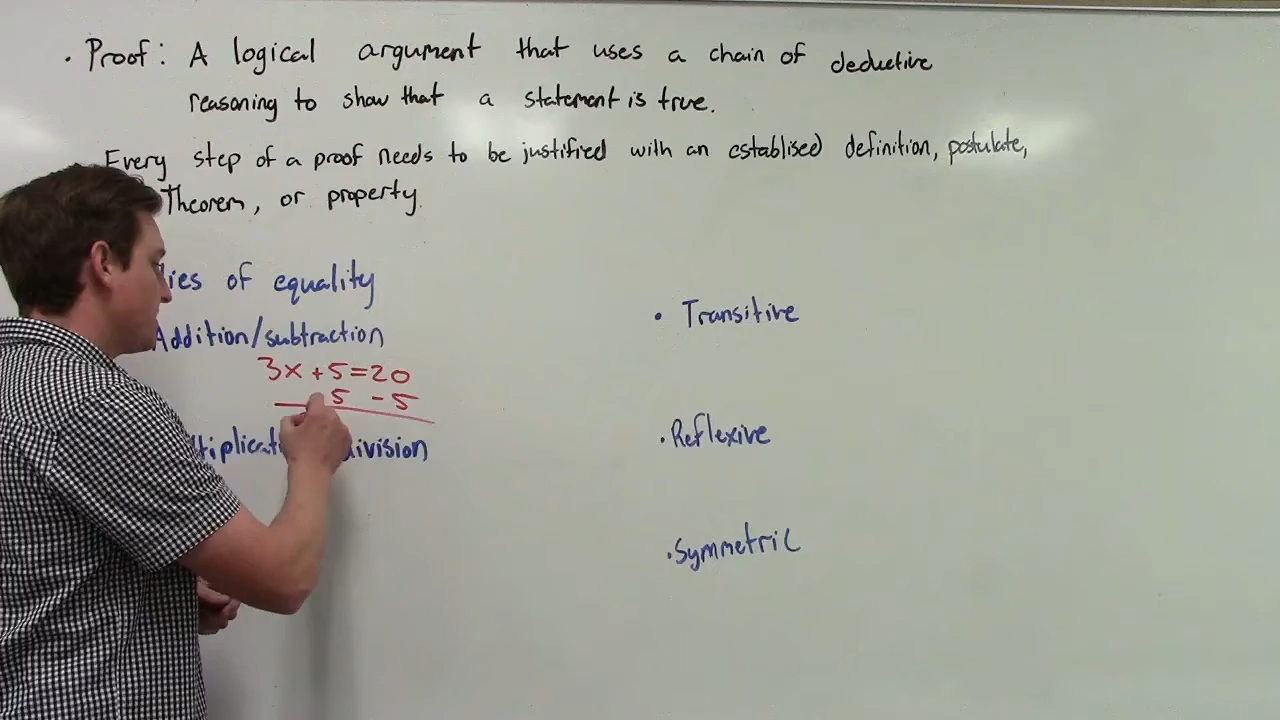 · Proof: A logical argument that uses a chain of deductive
reasoning to show that a statement is true.
Every step of a proof needs to be justified with an establised definition, postulate,
Theorem, or property.
of equality
Addition/subtraction
3x+5=20
5 -5
division
· Transitive
· Reflexive
· Symmetric